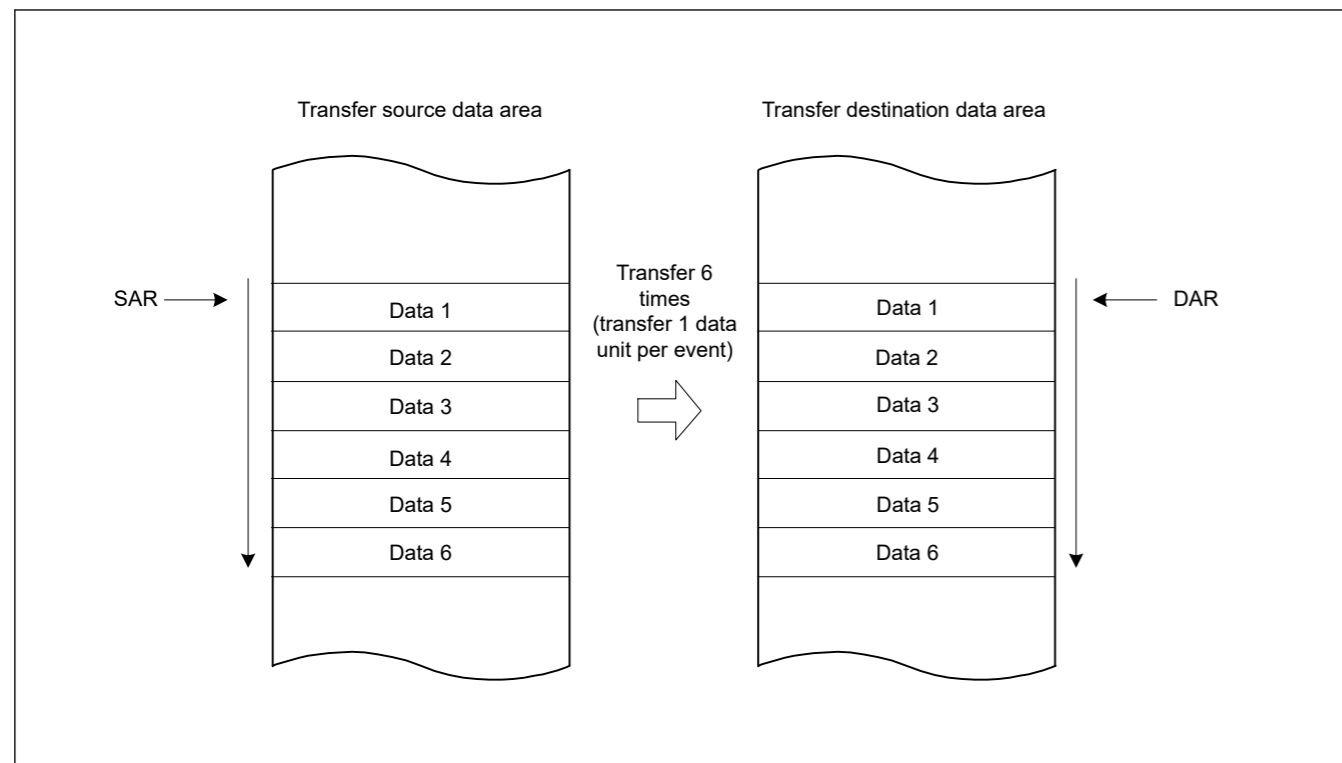 Transfer source data area
Transfer destination data area
SAR
Data 1
Data 2
Data 3
Data 4
Data 5
Data 6
Transfer 6
times
(transfer 1 data
unit per event)
Data 1
Data 2
Data 3
Data 4
Data 5
Data 6
DAR